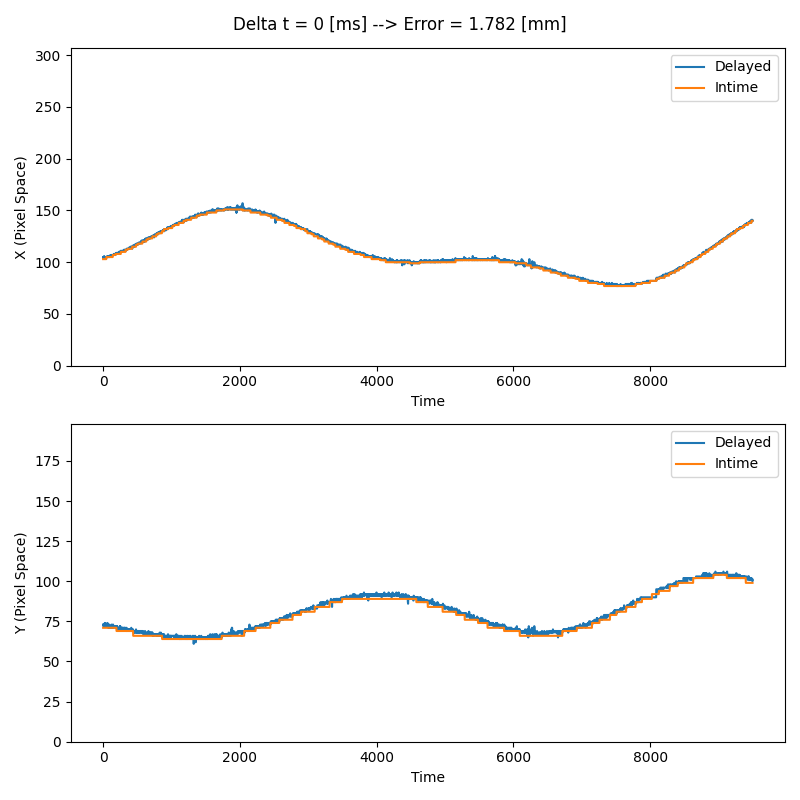 Delta t = 0 [ms] --> Error = 1.782 [mm]
300
250
200
150
100
50
0
X (Pixel Space)
Delayed
Intime
0 2000 4000 6000 8000
Time
175
150
125
100
75
50
25
0
Y (Pixel Space)
Delayed
Intime
0 2000 4000 6000 8000
Time